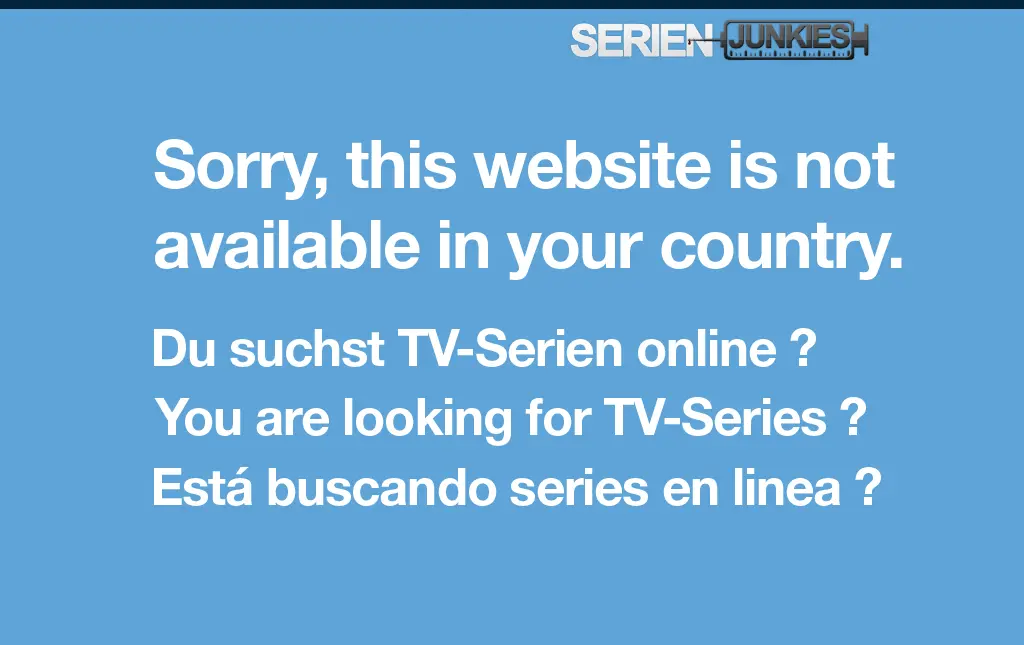 SERIEN JUNKIES
Sorry, this website is not
available in your country.
Du suchst TV-Serien online ?
You are looking for TV-Series ?
Está buscando series en linea ?